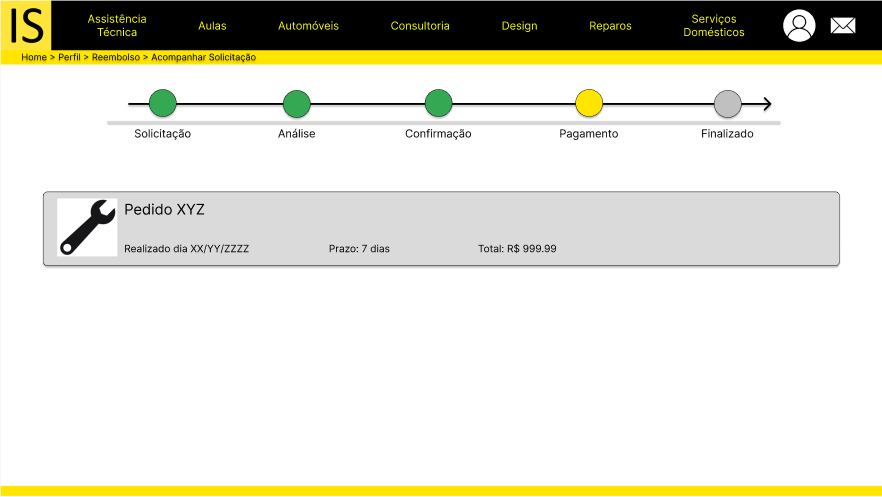 IS
Assistência
Técnica
Aulas
Automóveis
Consultoria
Design
Reparos
Serviços
Domésticos
Home > Perfil > Reembolso > Acompanhar Solicitação
Solicitação
Análise
Confirmação
Pagamento
Finalizado
Pedido XYZ
Realizado dia XX/YY/ZZZZ
Prazo: 7 dias
Total: R$ 999.99